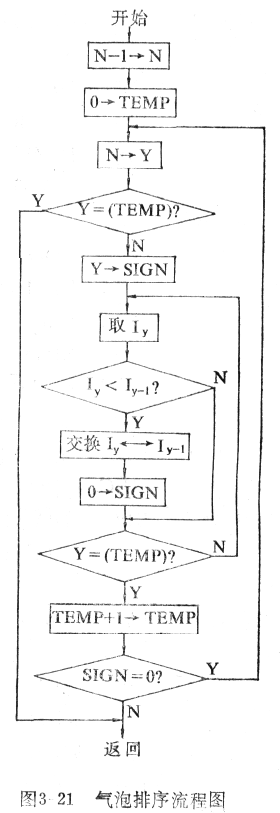 开始
N－1→N
0→TEMP
N→Y
Y
Y＝(TEMP)?
N
Y→SIGN
取 Iy
Iy＜Iy-1?
N
Y
交换 Iy⟷Iy-1
0→SIGN
Y＝(TEMP)?
N
Y
TEMP+1→TEMP
SIGN＝0?
Y
N
返回
图3-21 气泡排序流程图